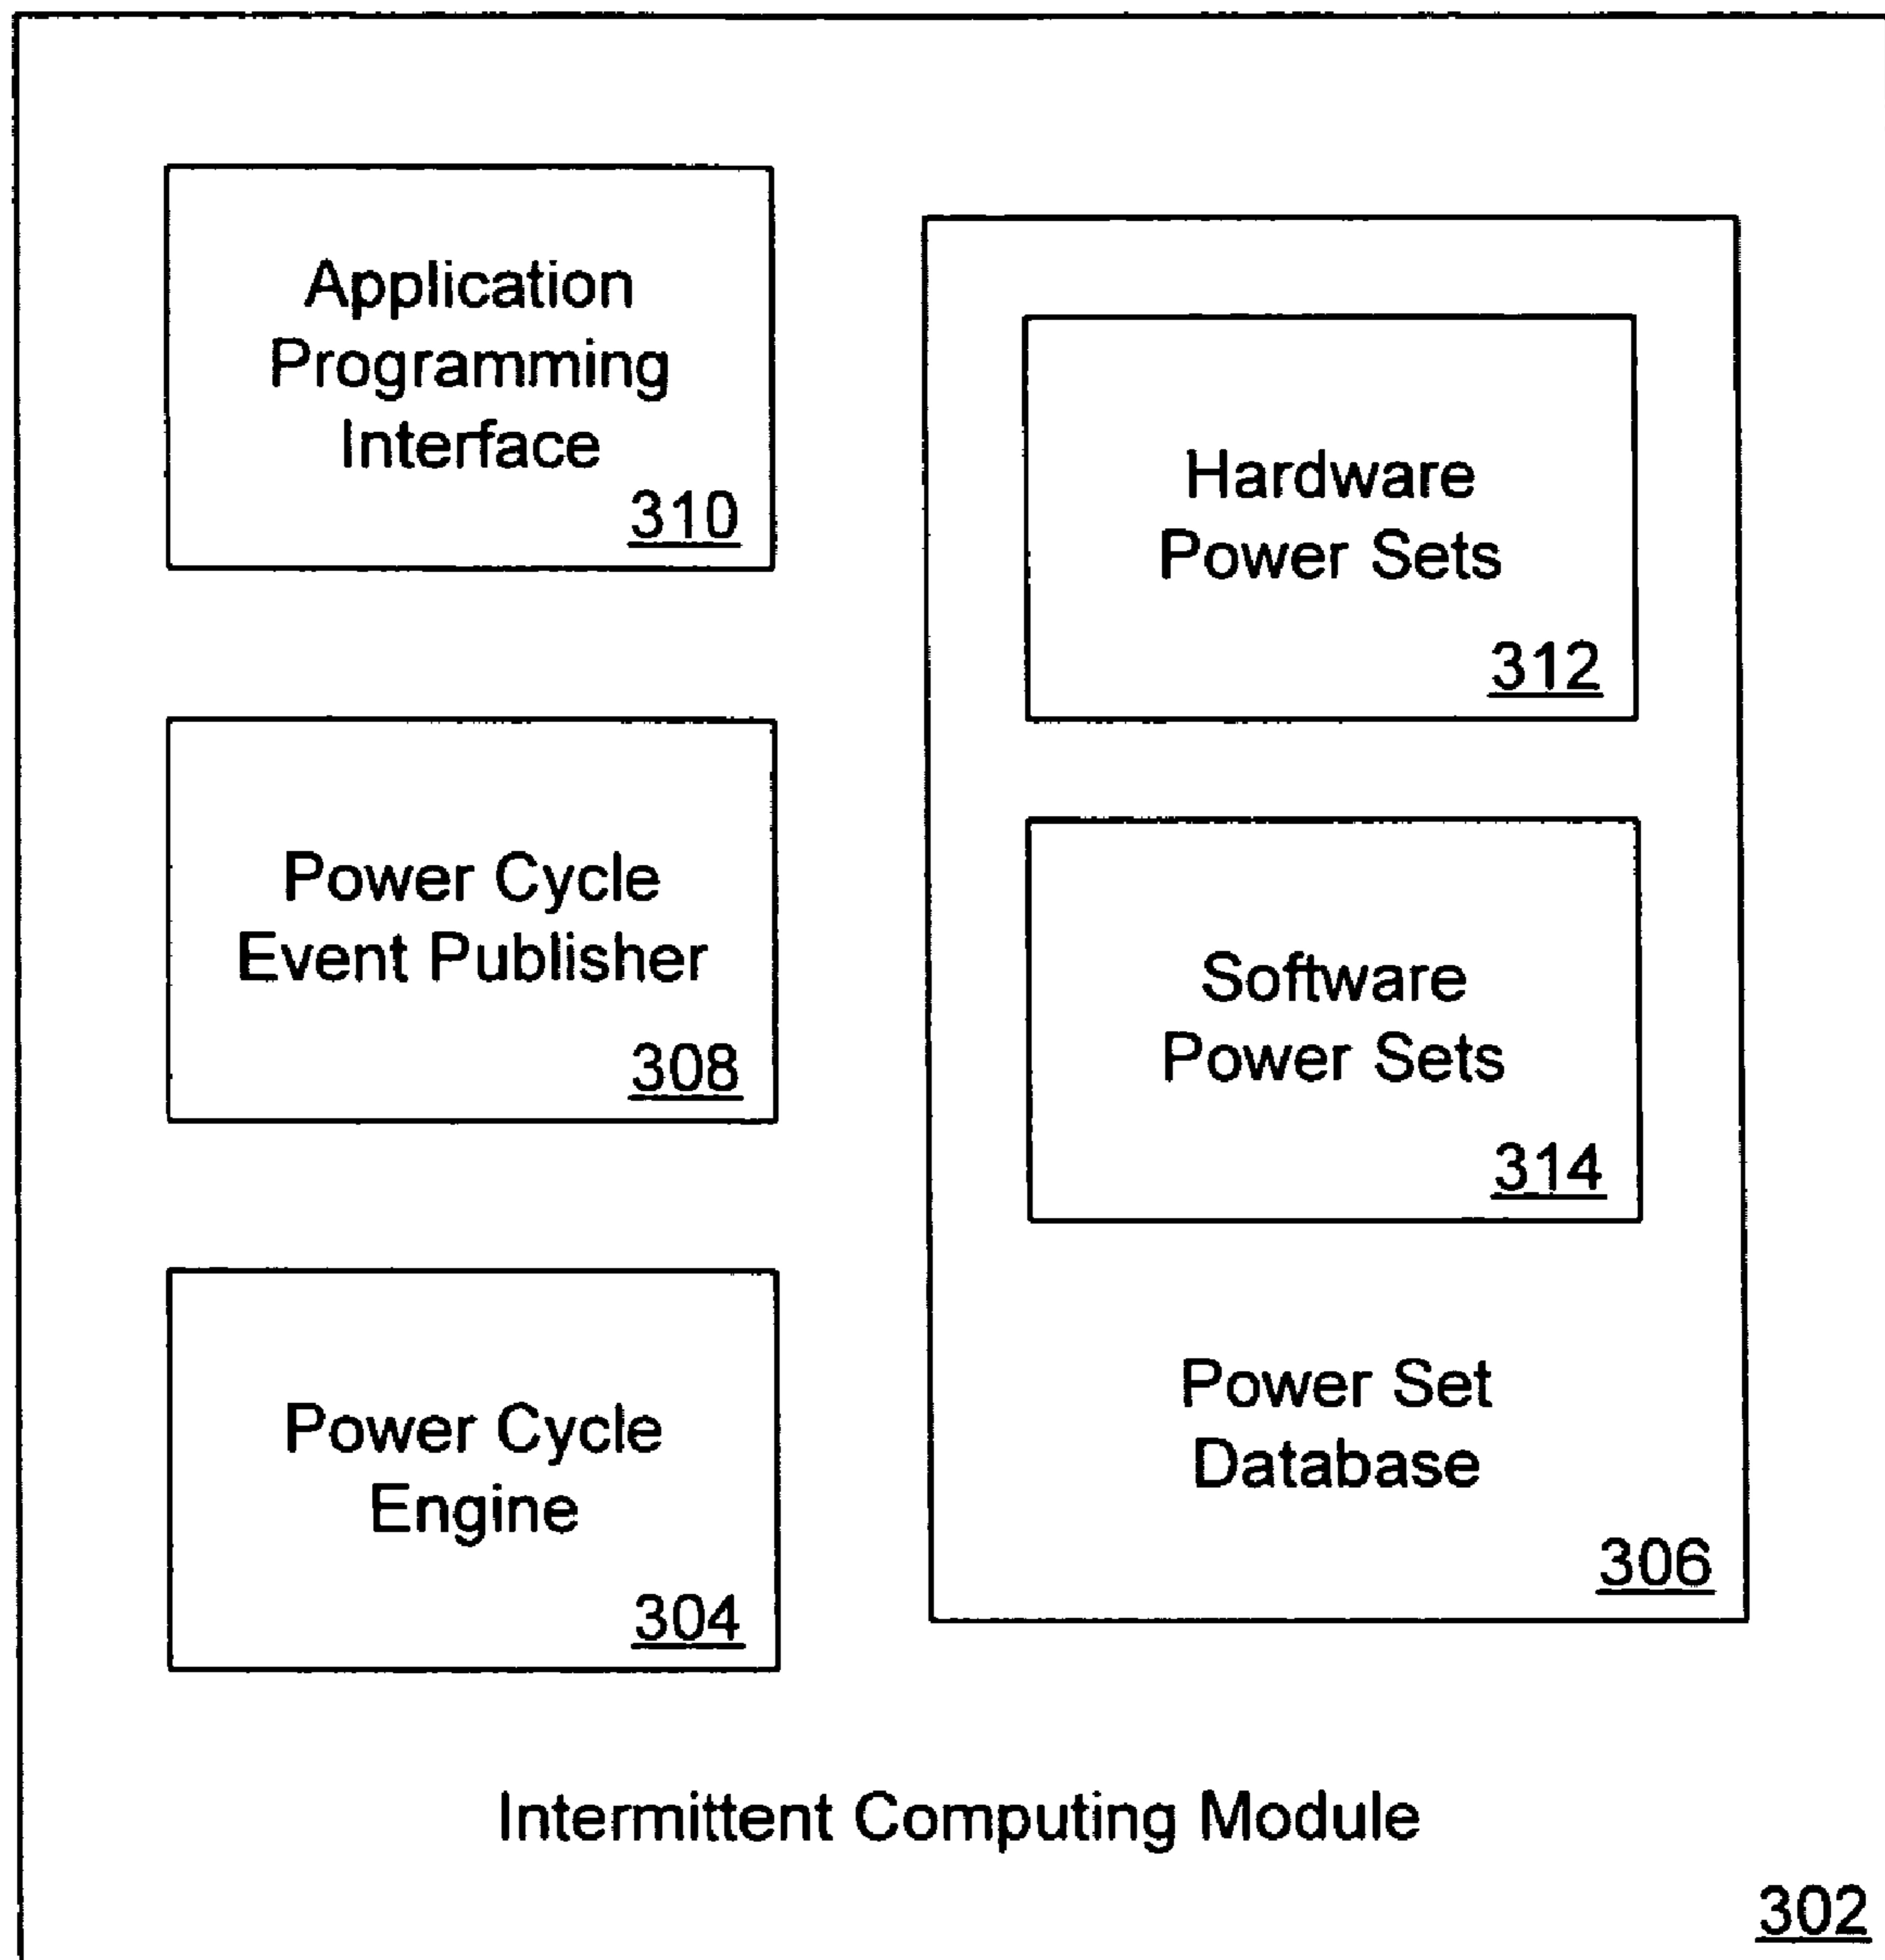 Application
Programming
Interface
310
Power Cycle
Event Publisher
308
Power Cycle
Engine
304
Hardware
Power Sets
312
Software
Power Sets
314
Power Set
Database
306
Intermittent Computing Module
302